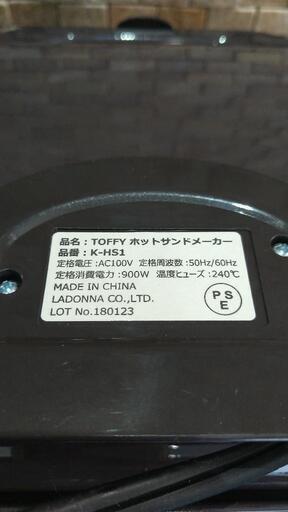 品名：TOFFY ホットサンドメーカー
品番：K-HS1
定格電圧：AC100V 定格周波数：50Hz/60Hz
定格消費電力：900W 温度ヒューズ：240℃
MADE IN CHINA
LADONNA CO.,LTD.
LOT No.180123
P S
E